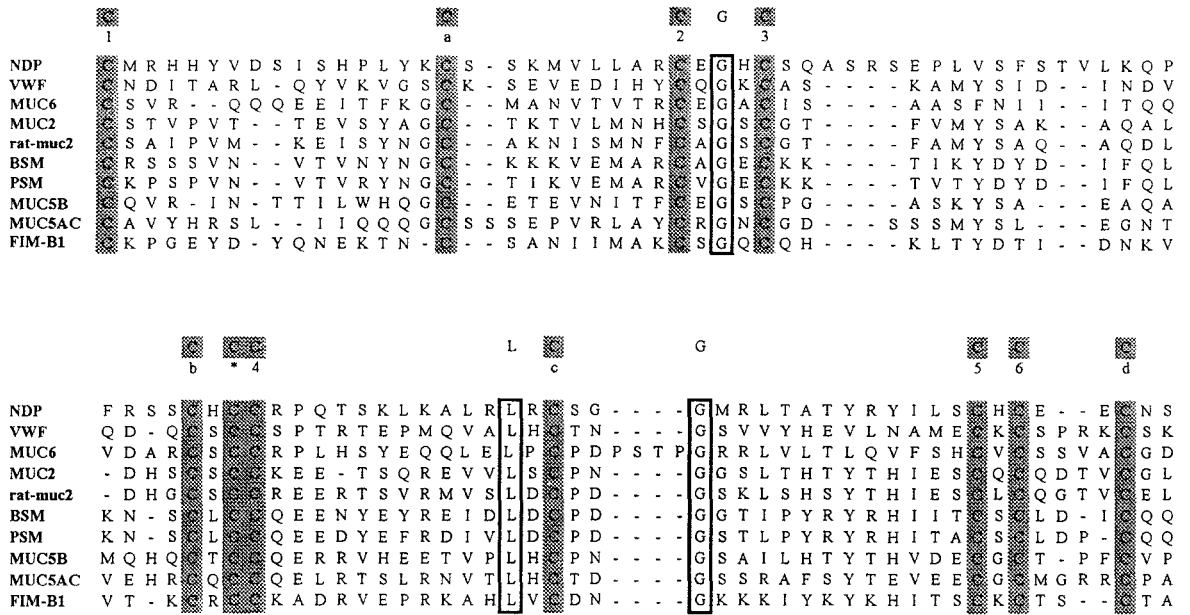 C C C G C
1 a 2 3
NDP C M R H H Y V D S I S H P L Y K C S - S K M V L L A R C E G H C S Q A S R S E P L V S F S T V L K Q P
VWF C N D I T A R L - Q Y V K V G S C K - S E V E D I H Y C Q G K C A S - - - - K A M Y S I D - I N D V
MUC6 C S V R - Q Q Q E E I T F K G C - - M A N V T V T R C E G A C I S - - - - A A S F N I I - I T Q Q
MUC2 C S T V P V T - - T E V S Y A G C - - T K T V L M N H C S G S C G T - - - - F V M Y S A K - A Q A L
rat-muc2 C S A I P V M - - K E I S Y N G C - - A K N I S M N F C A G S C G T - - - - F A M Y S A Q - A Q D L
BSM C R S S S V N - - V T V N Y N G C - - K K K V E M A R C A G E C K K - - - - T I K Y D Y D - I F Q L
PSM C K P S P V N - - V T V R Y N G C - - T I K V E M A R C V G E C K K - - - - T V T Y D Y D - I F Q L
MUC5B C Q V R - I N - T T I L W H Q G C - - E T E V N I T F C E G S C P G - - - - A S K Y S A - - E A Q A
MUC5AC C A V Y H R S L - I I Q Q Q G C S S S E P V R L A Y C R G N C G D - - S S S M Y S L - - E G N T
FIM-B1 C K P G E Y D - Y Q N E K T N - C - - S A N I I M A K C S G Q C Q H - - - - K L T Y D T I - D N K V
C C C L C G C C C
b * 4 c 5 6 d
NDP F R S S C H C C R P Q T S K L K A L R L R C S G - - - - G M R L T A T Y R Y I L S C H C E - - E C N S
VWF Q D - Q C S C C S P T R T E P M Q V A L H C T N - - - - G S V V Y H E V L N A M E C K C S P R K C S K
MUC6 V D A R C S C C R P L H S Y E Q Q L E L P C P D P S T P G R R L V L T L Q V F S H C V C S S V A C G D
MUC2 - D H S C S C C K E E - T S Q R E V V L S C P N - - - - G G S L T H T Y T H I E S C Q C Q D T V C G L
rat-muc2 - D H G C S C C R E E R T S V R M V S L D C P D - - - - G S K L S H S Y T H I E S C L C Q G T V C E L
BSM K N - S C L C C Q E E N Y E Y R E I D L D C P D - - - - G G T I P Y R Y R H I I T C S C L D - I C Q Q
PSM K N - S C L C C Q E E D Y E F R D I V L D C P D - - - - G S T L P Y R Y R H I T A C S C L D P - C Q Q
MUC5B M Q H Q C T C C Q E R R V H E E T V P L H C P N - - - - G S A I L H T Y T H V D E C G C T - P F C V P
MUC5AC V E H R C Q C C Q E L R T S L R N V T L H C T D - - - - G S S R A F S Y T E V E E C G C M G R R C P A
FIM-B1 V T - K C R C C K A D R V E P R K A H L V C D N - - - - G K K K I Y K Y K H I T S C K C T S - - C T A